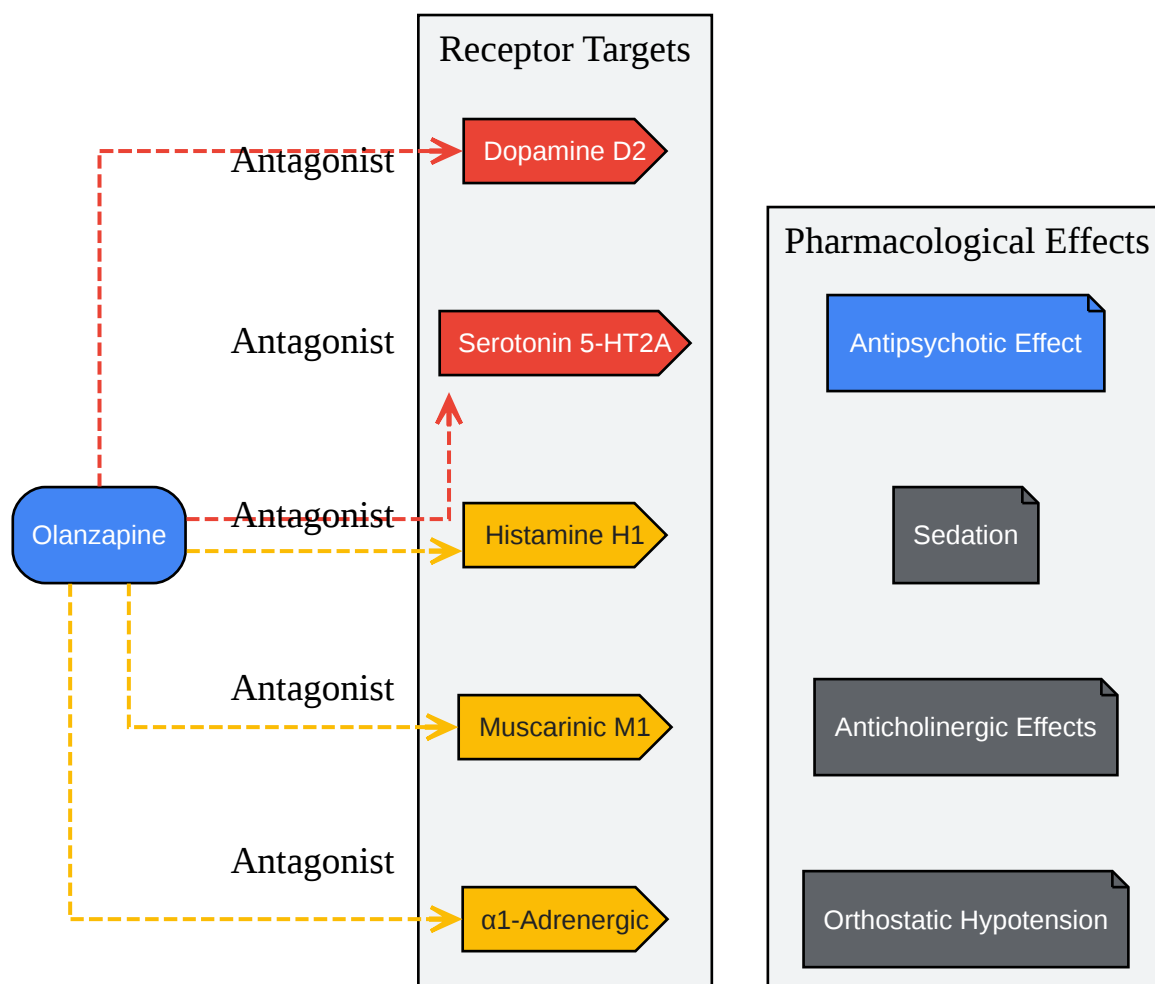 Receptor Targets
Antagonist
Dopamine D2
Pharmacological Effects
Antagonist
Serotonin 5-HT2A
Antipsychotic Effect
Olanzapine
Antagonist
Histamine H1
Sedation
Antagonist
Muscarinic M1
Anticholinergic Effects
Antagonist
α1-Adrenergic
Orthostatic Hypotension